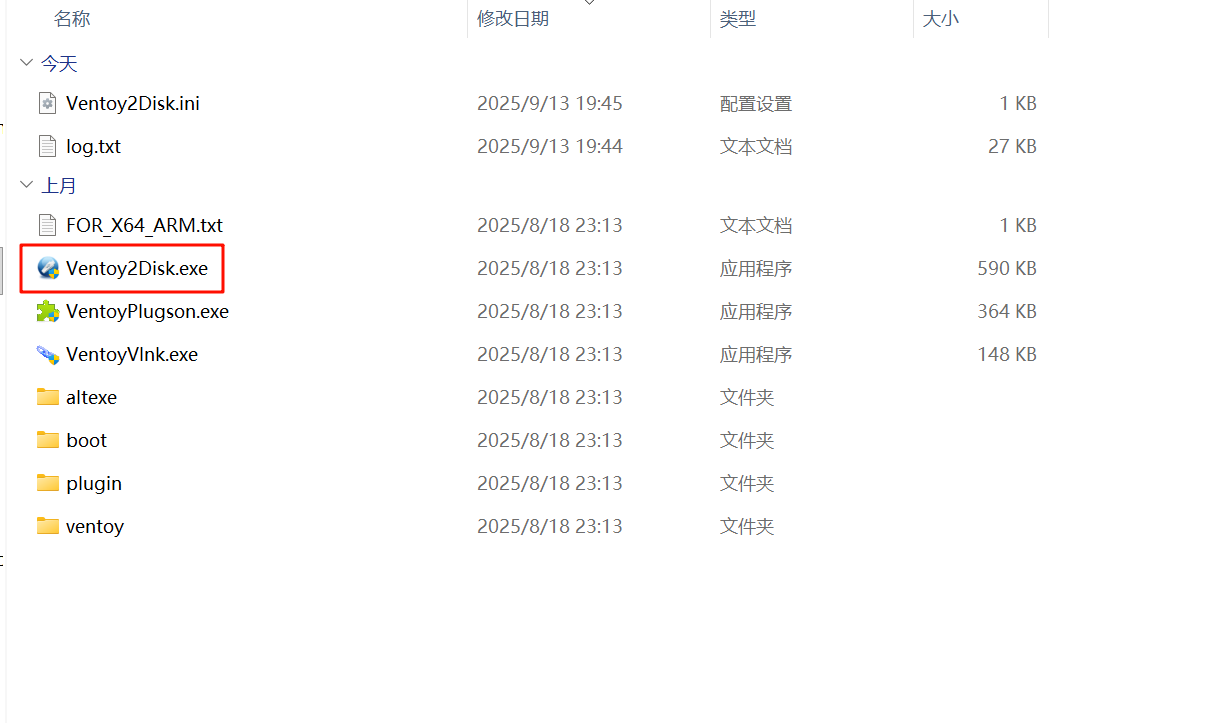 名称 修改日期 类型 大小
今天
Ventoy2Disk.ini 2025/9/13 19:45 配置设置 1 KB
log.txt 2025/9/13 19:44 文本文档 27 KB
上月
FOR_X64_ARM.txt 2025/8/18 23:13 文本文档 1 KB
Ventoy2Disk.exe 2025/8/18 23:13 应用程序 590 KB
VentoyPlugson.exe 2025/8/18 23:13 应用程序 364 KB
VentoyVlnk.exe 2025/8/18 23:13 应用程序 148 KB
altexe 2025/8/18 23:13 文件夹
boot 2025/8/18 23:13 文件夹
plugin 2025/8/18 23:13 文件夹
ventoy 2025/8/18 23:13 文件夹